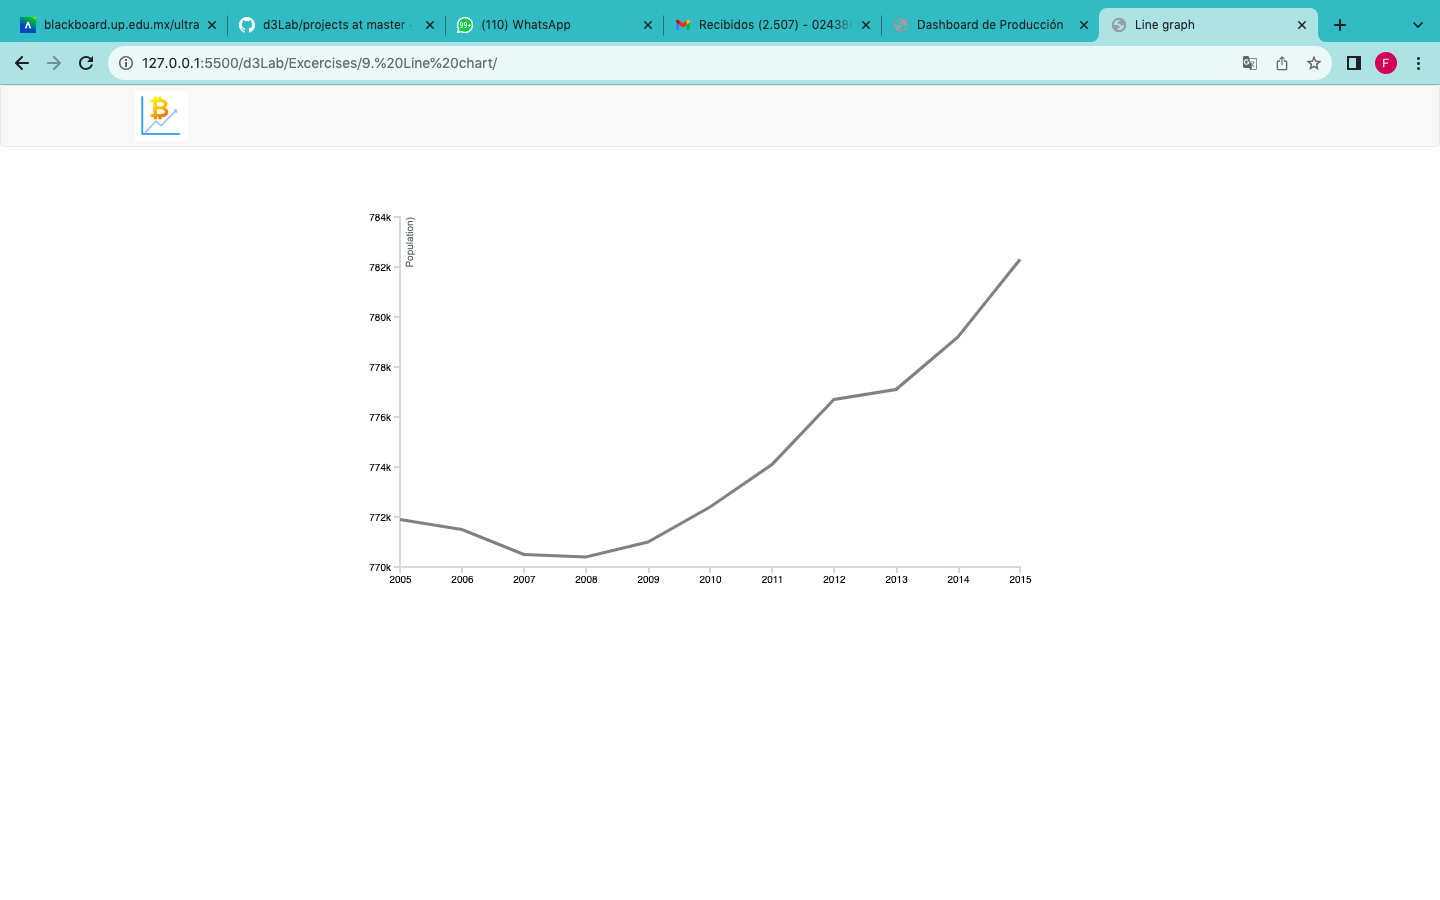 blackboard.up.edu.mx/ultra
d3Lab/projects at master ·
99+
(110) WhatsApp
Recibidos (2.507) - 02438
Dashboard de Producción
Line graph
127.0.0.1:5500/d3Lab/Excercises/9.%20Line%20chart/
F
784k
Population)
782k
780k
778k
776k
774k
772k
770k
2005 2006 2007 2008 2009 2010 2011 2012 2013 2014 2015